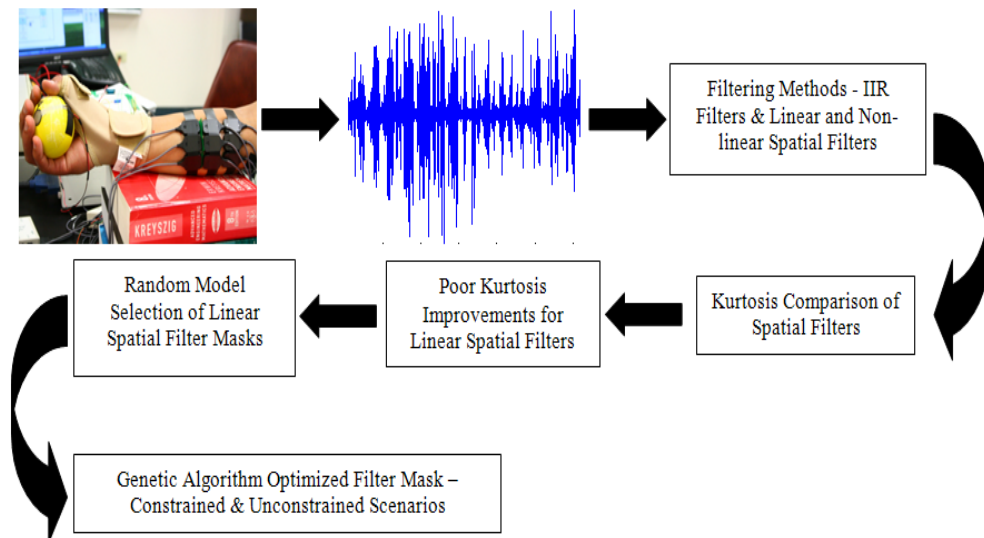 KREYSZIG
Filtering Methods - IIR
Filters & Linear and Non-
linear Spatial Filters
Kurtosis Comparison of
Spatial Filters
Poor Kurtosis
Improvements for
Linear Spatial Filters
Random Model
Selection of Linear
Spatial Filter Masks
Genetic Algorithm Optimized Filter Mask –
Constrained & Unconstrained Scenarios